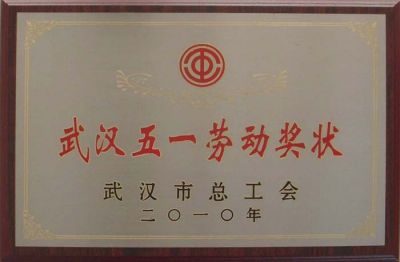 武汉五一劳动奖状
武汉市总工会
二〇一〇年